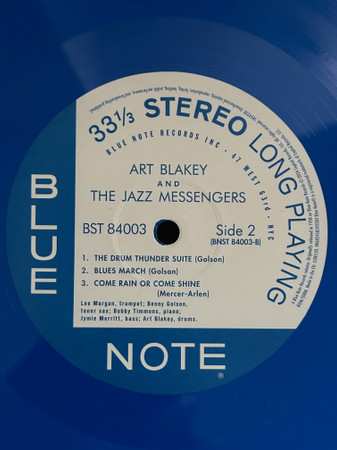 33⅓ STEREO LONG PLAYING
BLUE NOTE RECORDS INC · 47 WEST 63rd · NYC
ART BLAKEY
AND
THE JAZZ MESSENGERS
BST 84003
Side 2
(BNST 84003-B)
1. THE DRUM THUNDER SUITE (Golson)
2. BLUES MARCH (Golson)
3. COME RAIN OR COME SHINE
(Mercer-Arlen)
Lee Morgan, trumpet; Benny Golson,
tenor sax; Bobby Timmons, piano;
Jymie Merritt, bass; Art Blakey, drums.
BLUE
NOTE®